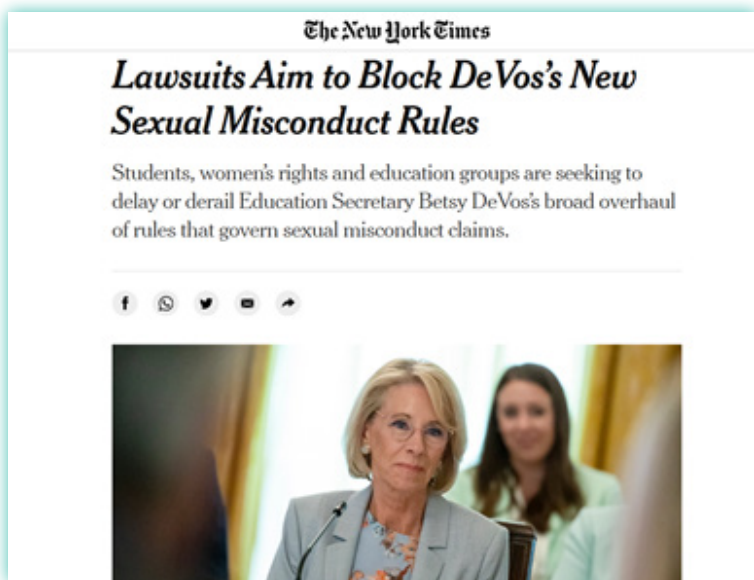 The New York Times
Lawsuits Aim to Block DeVos's New
Sexual Misconduct Rules
Students, women's rights and education groups are seeking to
delay or derail Education Secretary Betsy DeVos's broad overhaul
of rules that govern sexual misconduct claims.